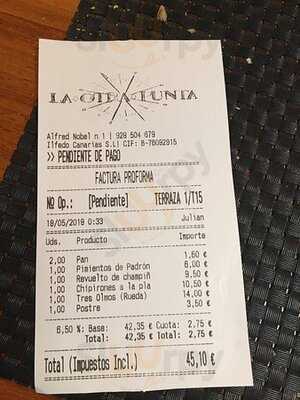 LA OTRA PUNTA
Alfred Nobel n 1 | 928 504 679
Ilfedo Canarias S.L| CIF: B-76092915
>> PENDIENTE DE PAGO
FACTURA PROFORMA
Nº Op.: [Pendiente] TERRAZA 1/T15
18/05/2019 0:33 Julian
Uds. Producto Importe
2,00 Pan 1,60 €
1,00 Pimientos de Padrón 6,00 €
1,00 Revuelto de champiñ 9,50 €
1,00 Chipirones a la pla 10,50 €
1,00 Tres Olmos (Rueda) 14,00 €
1,00 Postre 3,50 €
6,50 %: Base: 42,35 € Cuota: 2,75 €
Total: 42,35 € Total: 2,75 €
Total (Impuestos Incl.) 45,10 €